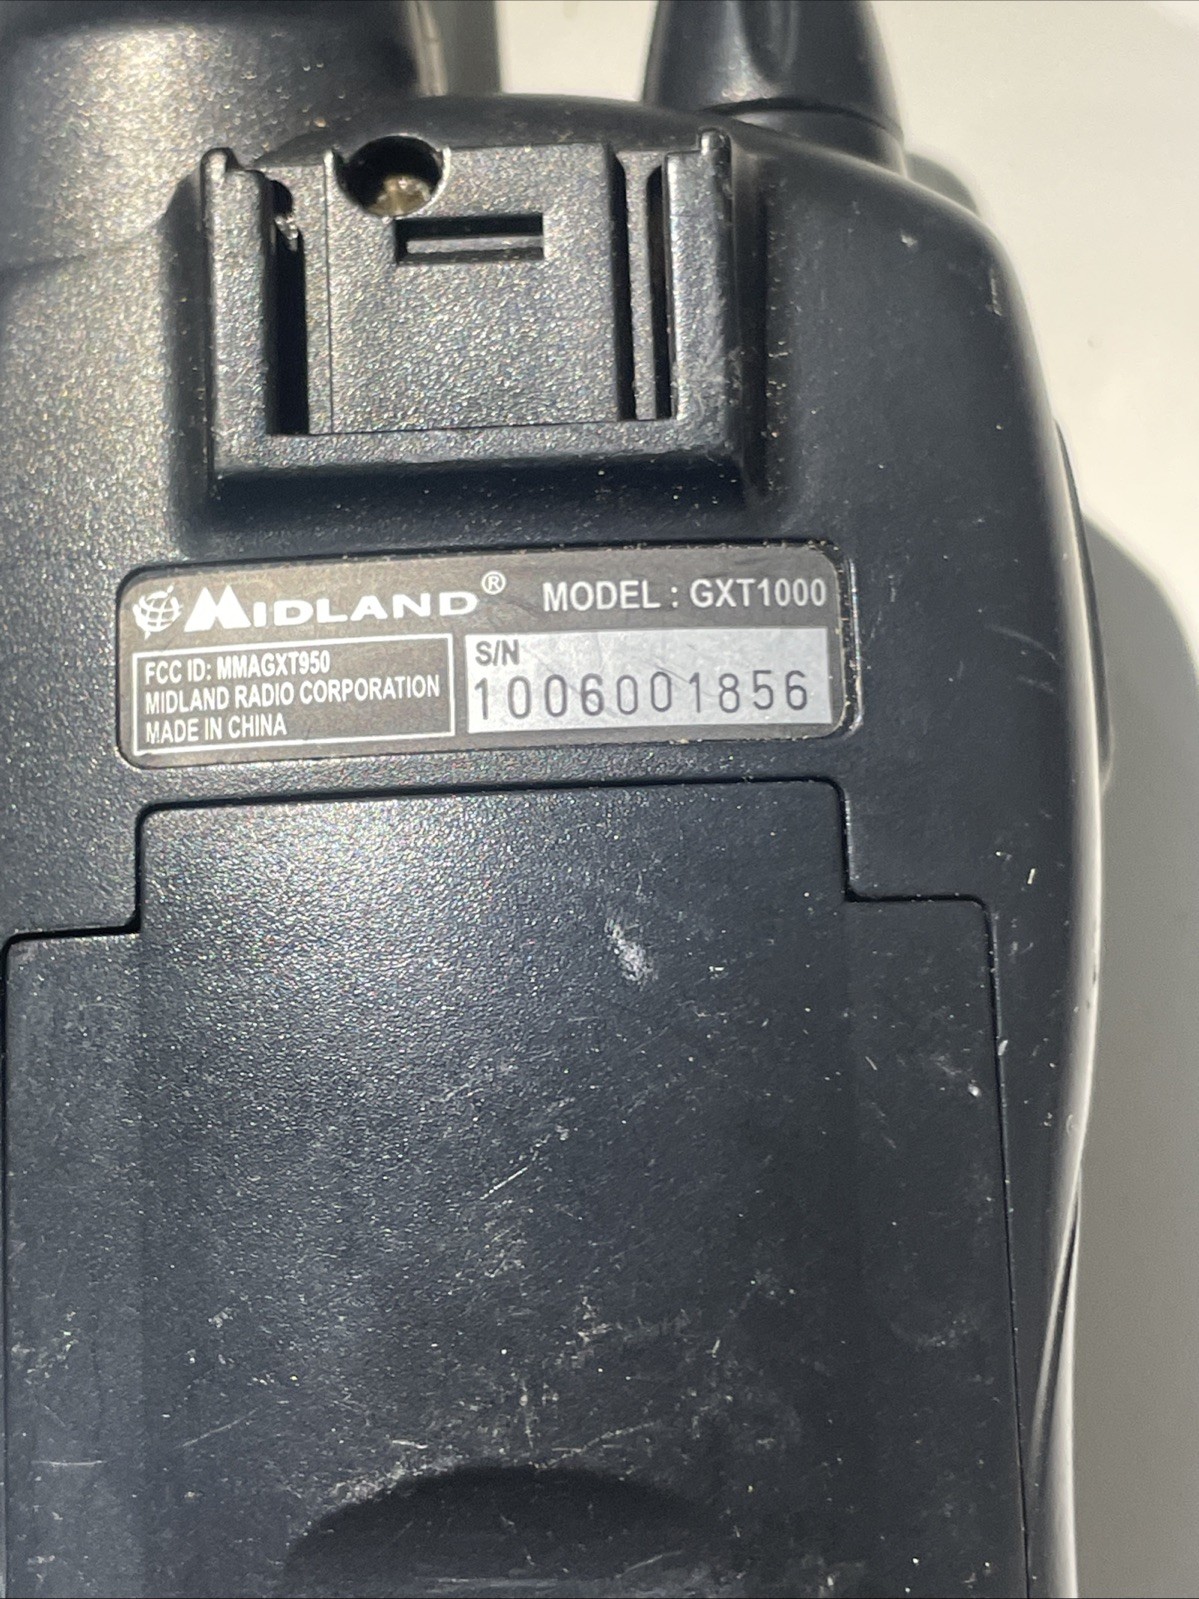 MIDLAND® MODEL : GXT1000
FCC ID: MMAGXT950
MIDLAND RADIO CORPORATION
MADE IN CHINA
S/N
1006001856